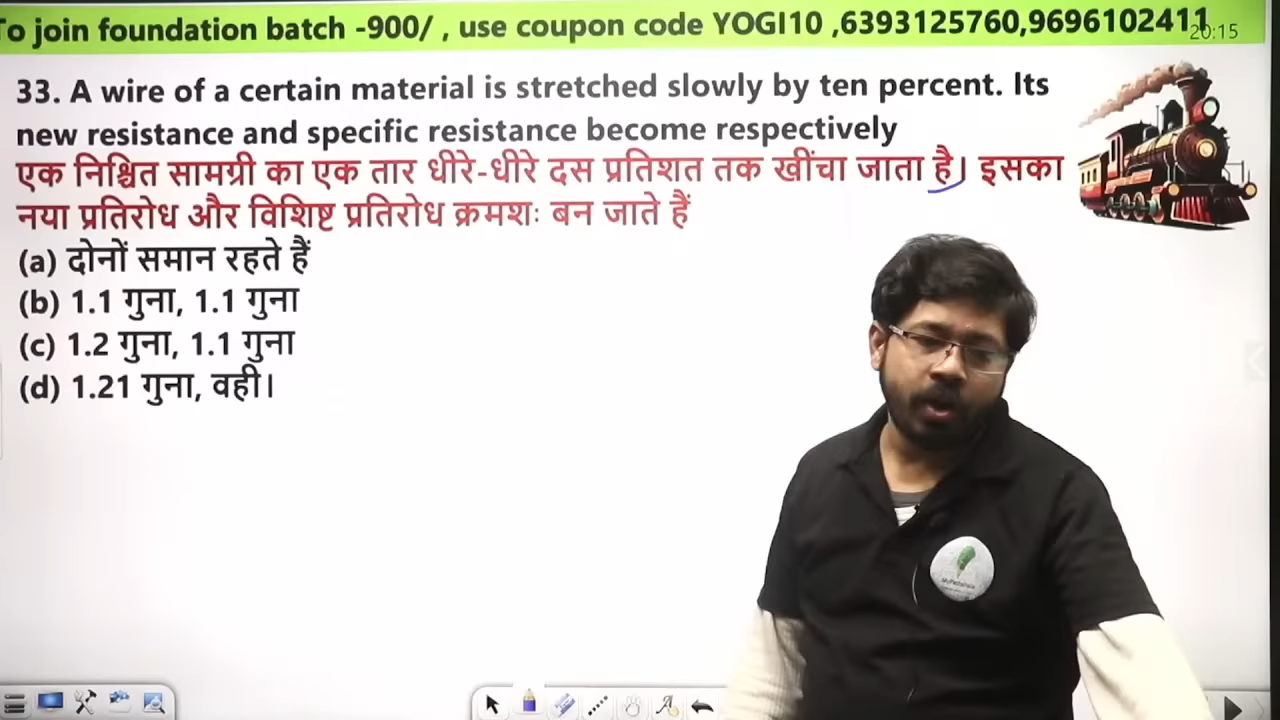 To join foundation batch -900/ , use coupon code YOGI10 ,6393125760,9696102411
20:15
33. A wire of a certain material is stretched slowly by ten percent. Its
new resistance and specific resistance become respectively
एक निश्चित सामग्री का एक तार धीरे-धीरे दस प्रतिशत तक खींचा जाता है। इसका
नया प्रतिरोध और विशिष्ट प्रतिरोध क्रमशः बन जाते हैं
(a) दोनों समान रहते हैं
(b) 1.1 गुना, 1.1 गुना
(c) 1.2 गुना, 1.1 गुना
(d) 1.21 गुना, वही।